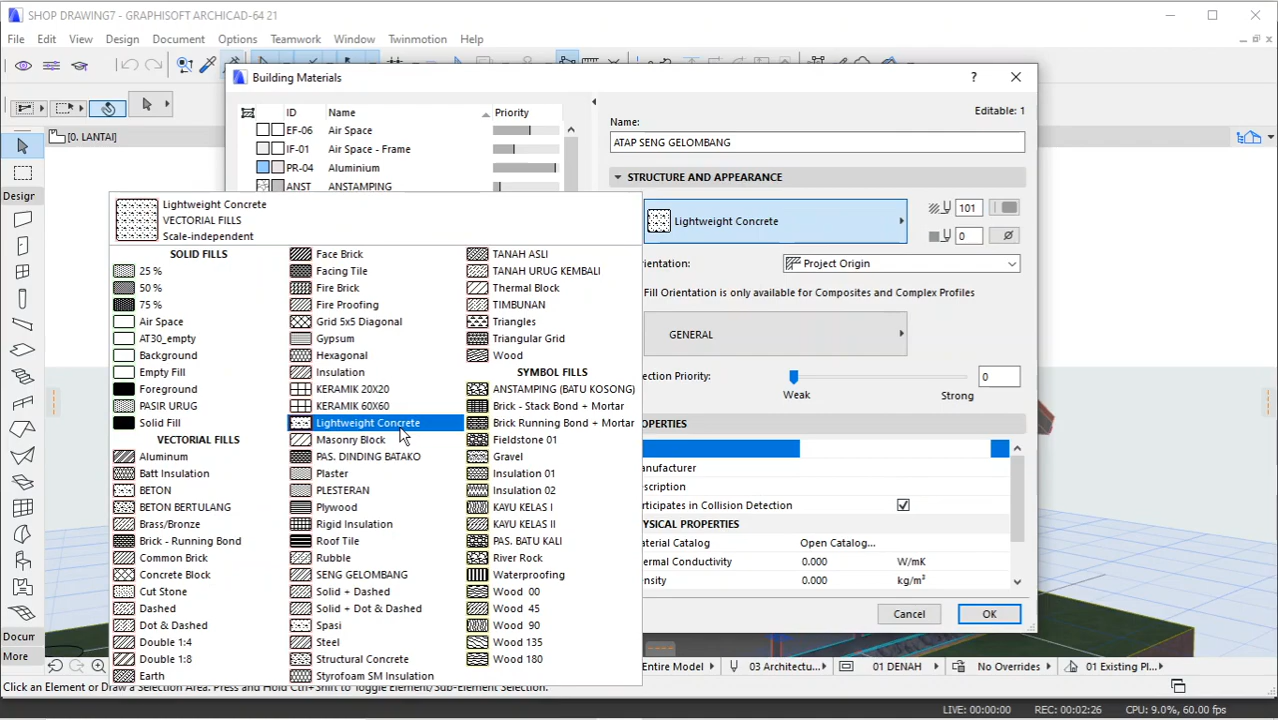 SHOP DRAWING7 - GRAPHISOFT ARCHICAD-64 21
File Edit View Design Document Options Teamwork Window Twinmotion Help
[0. LANTAI]
Design
Docum
More
Building Materials
?
ID Name Priority
EF-06 Air Space
IF-01 Air Space - Frame
PR-04 Aluminium
ANST ANSTAMPING
Editable: 1
Name:
ATAP SENG GELOMBANG
STRUCTURE AND APPEARANCE
Lightweight Concrete
101
0
rientation:
Project Origin
Fill Orientation is only available for Composites and Complex Profiles
GENERAL
ection Priority:
0
Weak Strong
OPERTIES
anufacturer
escription
articipates in Collision Detection
HYSICAL PROPERTIES
aterial Catalog Open Catalog...
ermal Conductivity 0.000 W/mK
ensity 0.000 kg/m³
Cancel OK
Lightweight Concrete
VECTORIAL FILLS
Scale-independent
SOLID FILLS
25 %
50 %
75 %
Air Space
AT30_empty
Background
Empty Fill
Foreground
PASIR URUG
Solid Fill
VECTORIAL FILLS
Aluminum
Batt Insulation
BETON
BETON BERTULANG
Brass/Bronze
Brick - Running Bond
Common Brick
Concrete Block
Cut Stone
Dashed
Dot & Dashed
Double 1:4
Double 1:8
Earth
Face Brick
Facing Tile
Fire Brick
Fire Proofing
Grid 5x5 Diagonal
Gypsum
Hexagonal
Insulation
KERAMIK 20X20
KERAMIK 60X60
Lightweight Concrete
Masonry Block
PAS. DINDING BATAKO
Plaster
PLESTERAN
Plywood
Rigid Insulation
Roof Tile
Rubble
SENG GELOMBANG
Solid + Dashed
Solid + Dot & Dashed
Spasi
Steel
Structural Concrete
Styrofoam SM Insulation
TANAH ASLI
TANAH URUG KEMBALI
Thermal Block
TIMBUNAN
Triangles
Triangular Grid
Wood
SYMBOL FILLS
ANSTAMPING (BATU KOSONG)
Brick - Stack Bond + Mortar
Brick Running Bond + Mortar
Fieldstone 01
Gravel
Insulation 01
Insulation 02
KAYU KELAS I
KAYU KELAS II
PAS. BATU KALI
River Rock
Waterproofing
Wood 00
Wood 45
Wood 90
Wood 135
Wood 180
Entire Model 03 Architectu... 01 DENAH No Overrides 01 Existing Pl...
Click an Element or Draw a Selection Area. Press and Hold Ctrl+Shift to Toggle Element/Sub-Element Selection.
LIVE: 00:00:00 REC: 00:02:26 CPU: 9.0%, 60.00 fps